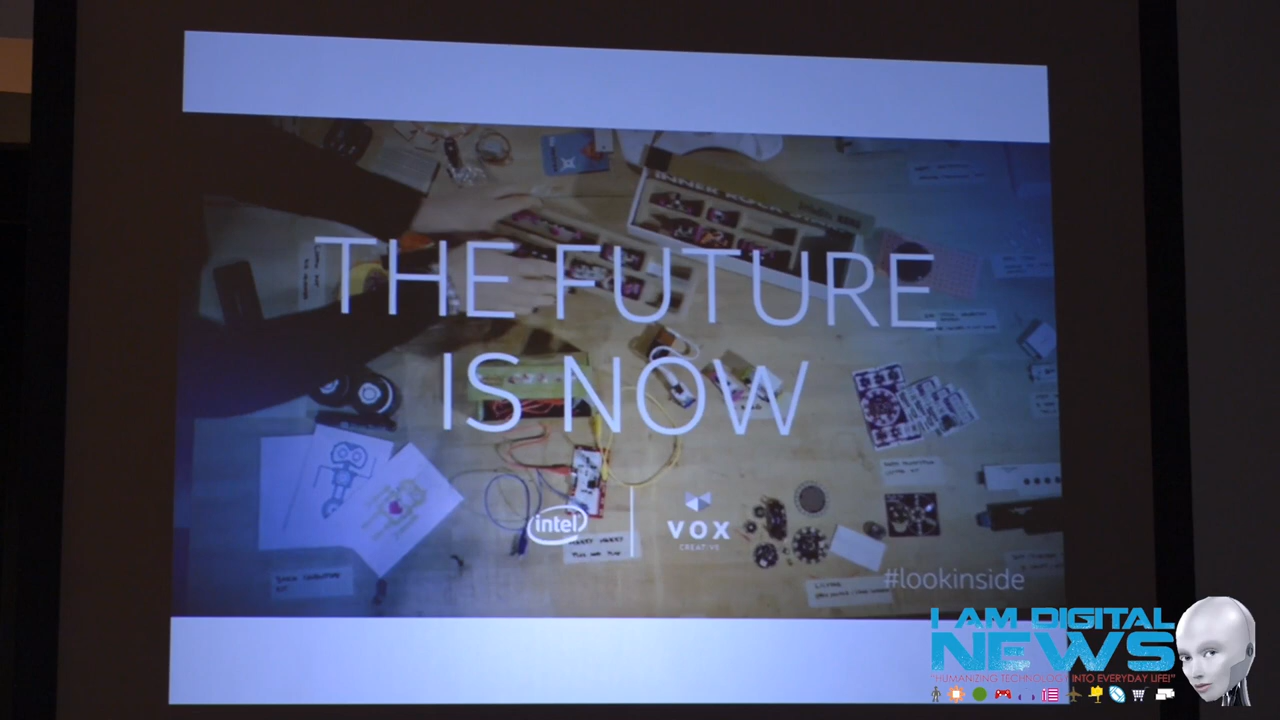 THE FUTURE
IS NOW
intel
VOX
CREATIVE
#lookinside
I AM DIGITAL
NEWS
"HUMANIZING TECHNOLOGY INTO EVERYDAY LIFE!"